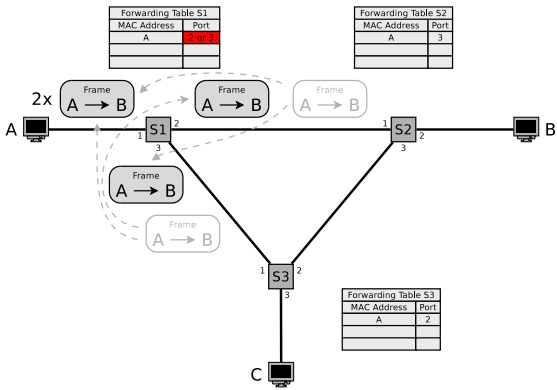 Forwarding Table S1
MAC Address Port
A 2 or 3
Forwarding Table S2
MAC Address Port
A 3
2x
Frame
A B
Frame
A B
Frame
A B
A
1
S1
2
3
1
S2
2
3
B
Frame
A B
Frame
A B
1
S3
2
3
Forwarding Table S3
MAC Address Port
A 2
C